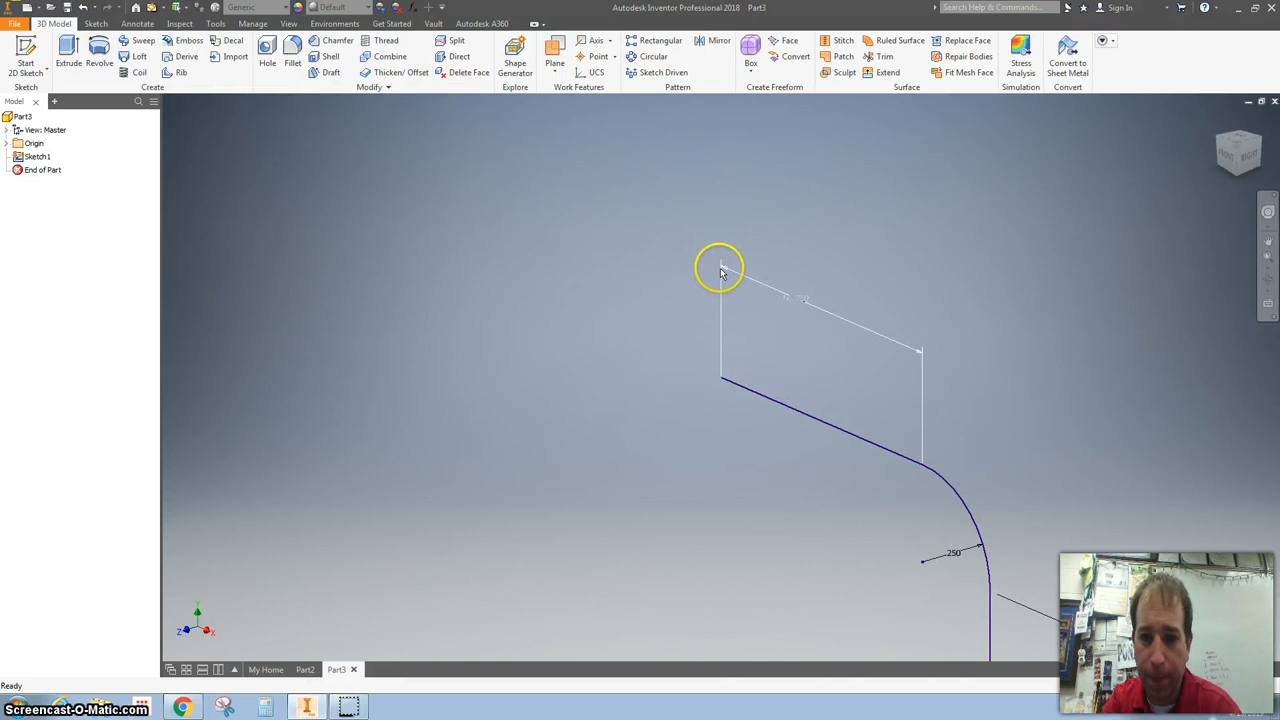 Generic
Default
Autodesk Inventor Professional 2018 Part3
Search Help & Commands...
Sign In
File
3D Model
Sketch
Annotate
Inspect
Tools
Manage
View
Environments
Get Started
Vault
Autodesk A360
Start
2D Sketch
Extrude
Revolve
Sweep
Loft
Coil
Emboss
Derive
Rib
Decal
Import
Hole
Fillet
Chamfer
Shell
Draft
Thread
Combine
Thicken/ Offset
Split
Direct
Delete Face
Shape
Generator
Plane
Axis
Point
UCS
Rectangular
Circular
Sketch Driven
Mirror
Box
Face
Convert
Stitch
Patch
Sculpt
Ruled Surface
Trim
Extend
Replace Face
Repair Bodies
Fit Mesh Face
Stress
Analysis
Convert to
Sheet Metal
Sketch
Create
Modify
Explore
Work Features
Pattern
Create Freeform
Surface
Simulation
Convert
Model
Part3
View: Master
Origin
Sketch1
End of Part
FRONT
RIGHT
250
Y
Z
X
My Home
Part2
Part3
Ready
Screencast-O-Matic.com